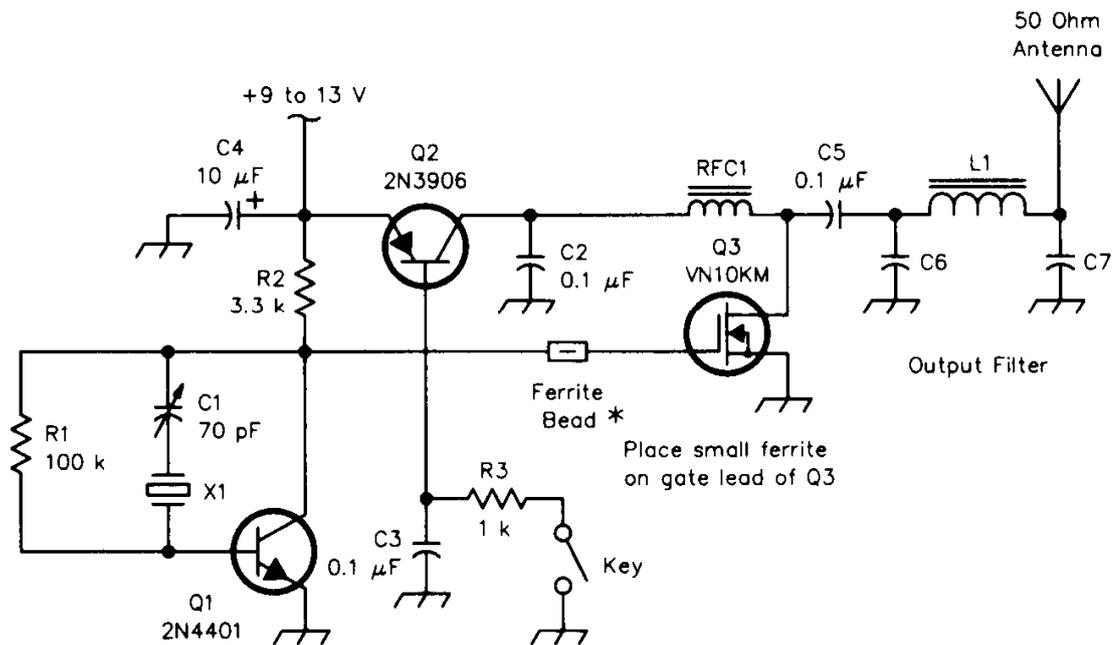 50 Ohm
Antenna
+9 to 13 V
C4
10 µF
+
Q2
2N3906
RFC1
C5
0.1 µF
L1
R2
3.3 k
C2
0.1 µF
Q3
VN10KM
C6
C7
Output Filter
Ferrite
Bead *
Place small ferrite
on gate lead of Q3
R1
100 k
C1
70 pF
X1
R3
1 k
C3
0.1 µF
Key
Q1
2N4401